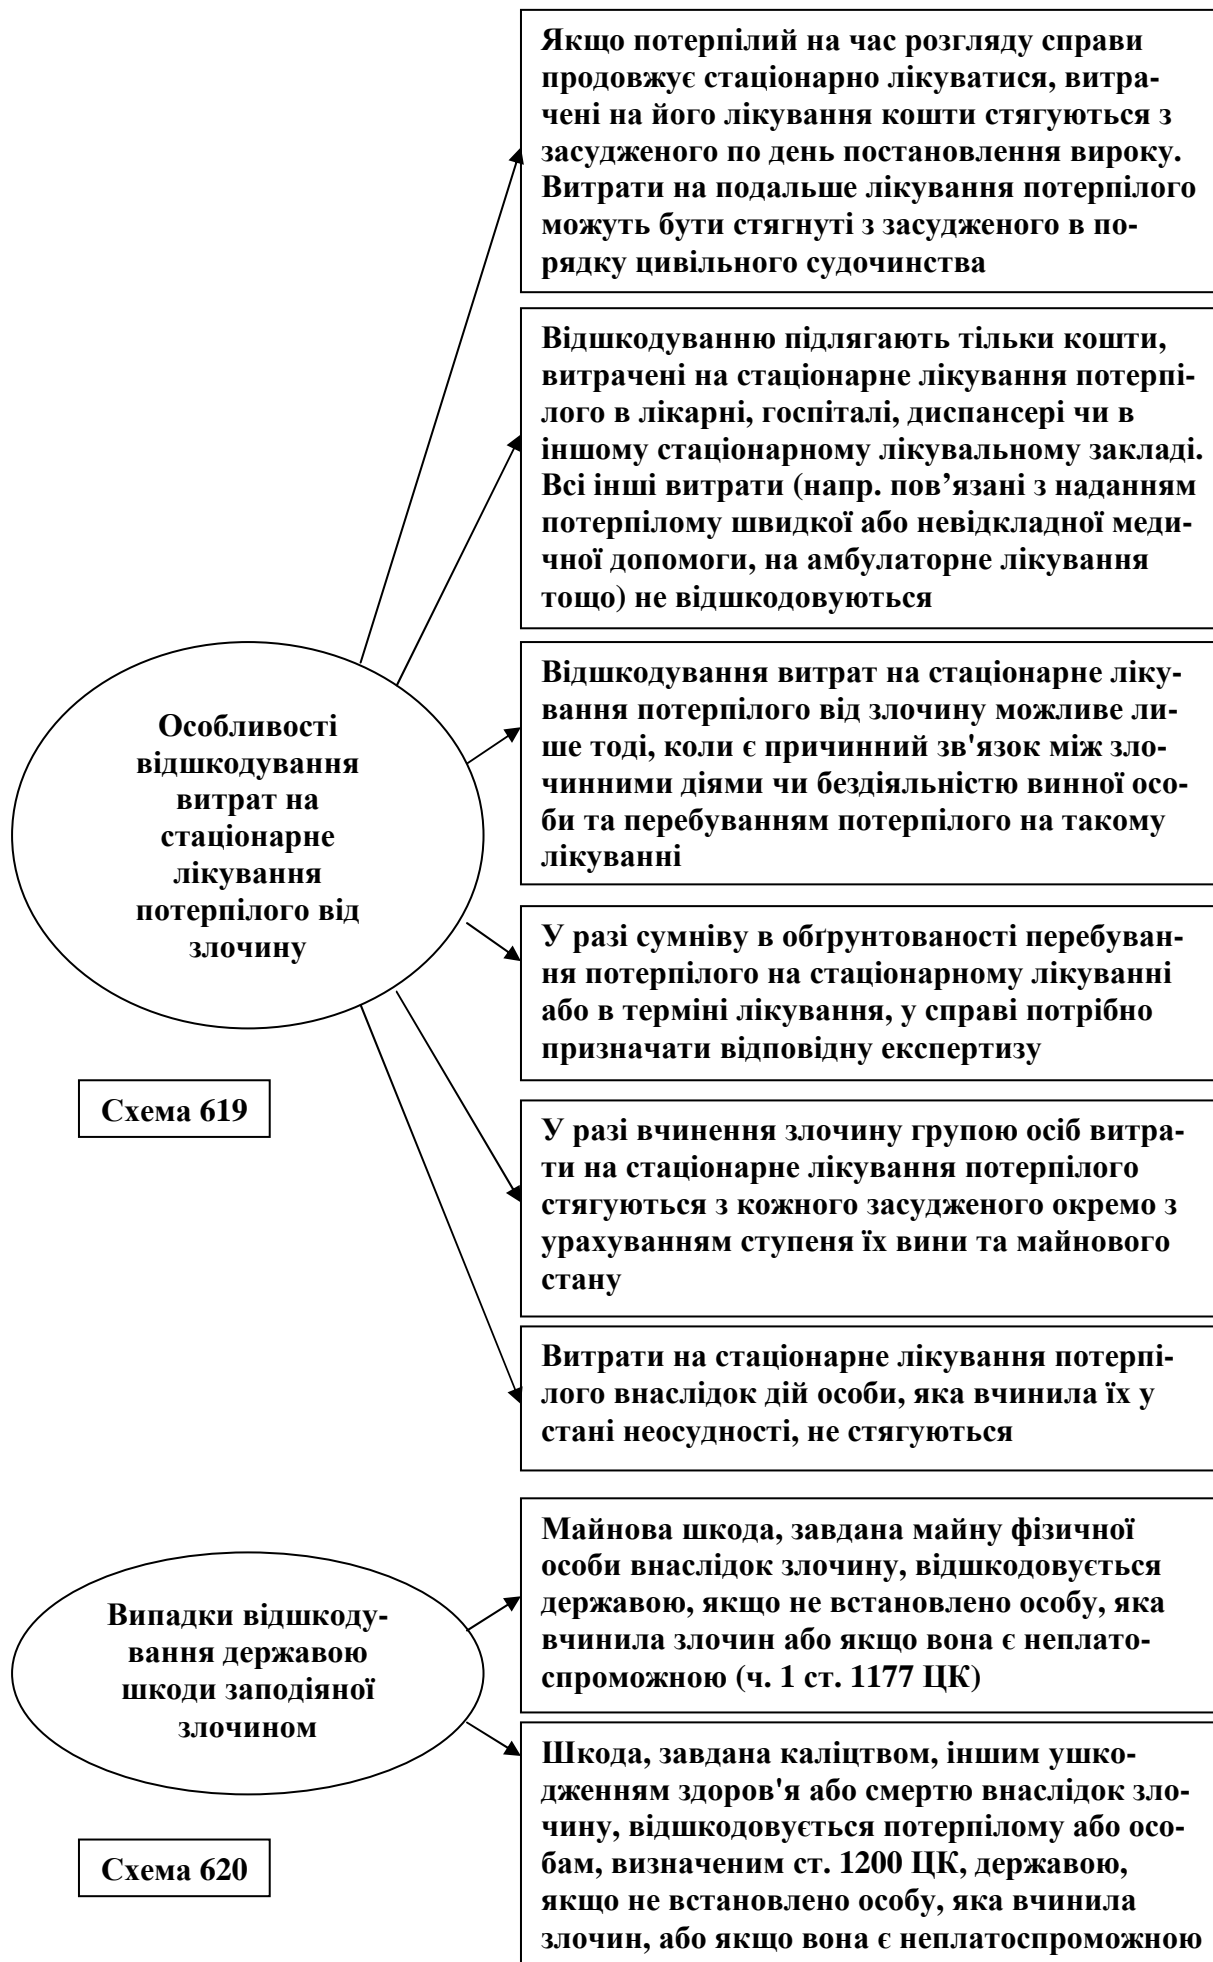 Якщо потерпілий на час розгляду справи
продовжує стаціонарно лікуватися, витра-
чені на його лікування кошти стягуються з
засудженого по день постановлення вироку.
Витрати на подальше лікування потерпілого
можуть бути стягнуті з засудженого в по-
рядку цивільного судочинства
Відшкодуванню підлягають тільки кошти,
витрачені на стаціонарне лікування потерпі-
лого в лікарні, госпіталі, диспансері чи в
іншому стаціонарному лікувальному закладі.
Всі інші витрати (напр. пов’язані з наданням
потерпілому швидкої або невідкладної меди-
чної допомоги, на амбулаторне лікування
тощо) не відшкодовуються
Особливості
відшкодування
витрат на
стаціонарне
лікування
потерпілого від
злочину
Відшкодування витрат на стаціонарне ліку-
вання потерпілого від злочину можливе ли-
ше тоді, коли є причинний зв'язок між зло-
чинними діями чи бездіяльністю винної осо-
би та перебуванням потерпілого на такому
лікуванні
У разі сумніву в обґрунтованості перебуван-
ня потерпілого на стаціонарному лікуванні
або в терміні лікування, у справі потрібно
призначати відповідну експертизу
Схема 619
У разі вчинення злочину групою осіб витра-
ти на стаціонарне лікування потерпілого
стягуються з кожного засудженого окремо з
урахуванням ступеня їх вини та майнового
стану
Витрати на стаціонарне лікування потерпі-
лого внаслідок дій особи, яка вчинила їх у
стані неосудності, не стягуються
Випадки відшкоду-
вання державою
шкоди заподіяної
злочином
Майнова шкода, завдана майну фізичної
особи внаслідок злочину, відшкодовується
державою, якщо не встановлено особу, яка
вчинила злочин або якщо вона є неплато-
спроможною (ч. 1 ст. 1177 ЦК)
Шкода, завдана каліцтвом, іншим ушко-
дженням здоров'я або смертю внаслідок зло-
чину, відшкодовується потерпілому або осо-
бам, визначеним ст. 1200 ЦК, державою,
якщо не встановлено особу, яка вчинила
злочин, або якщо вона є неплатоспроможною
Схема 620